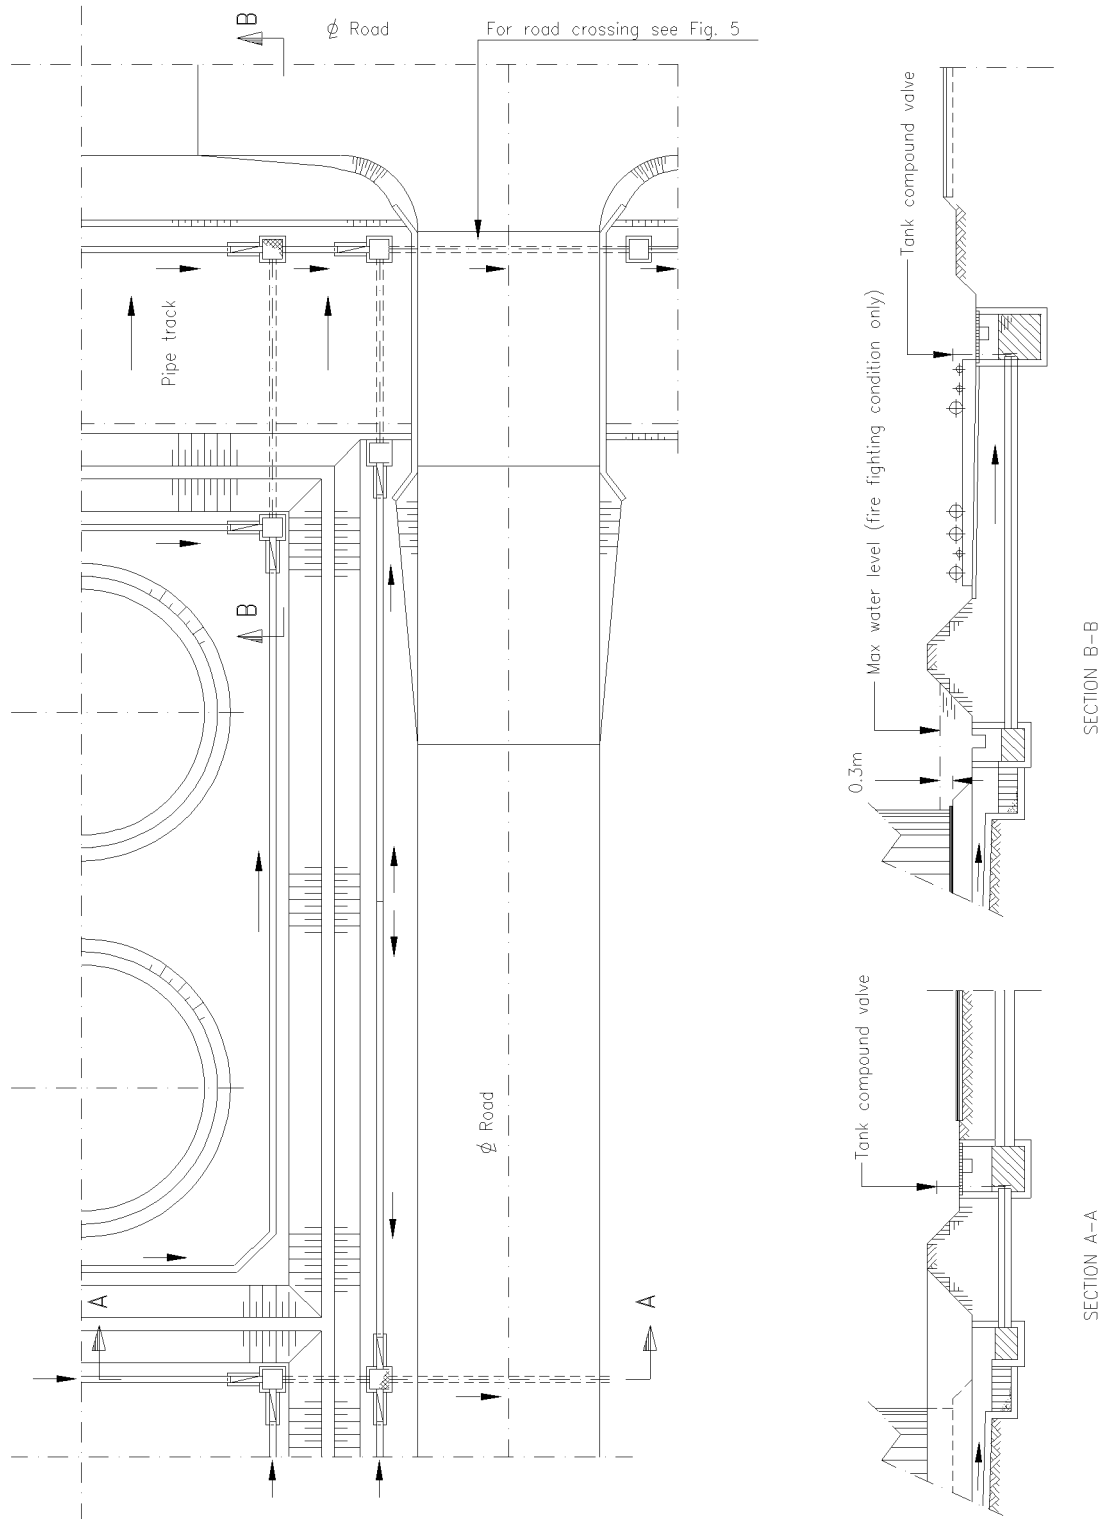 B
₵ Road
For road crossing see Fig. 5
Pipe track
B
₵ Road
A
A
Tank compound valve
Max water level (fire fighting condition only)
0.3m
SECTION B-B
Tank compound valve
SECTION A-A